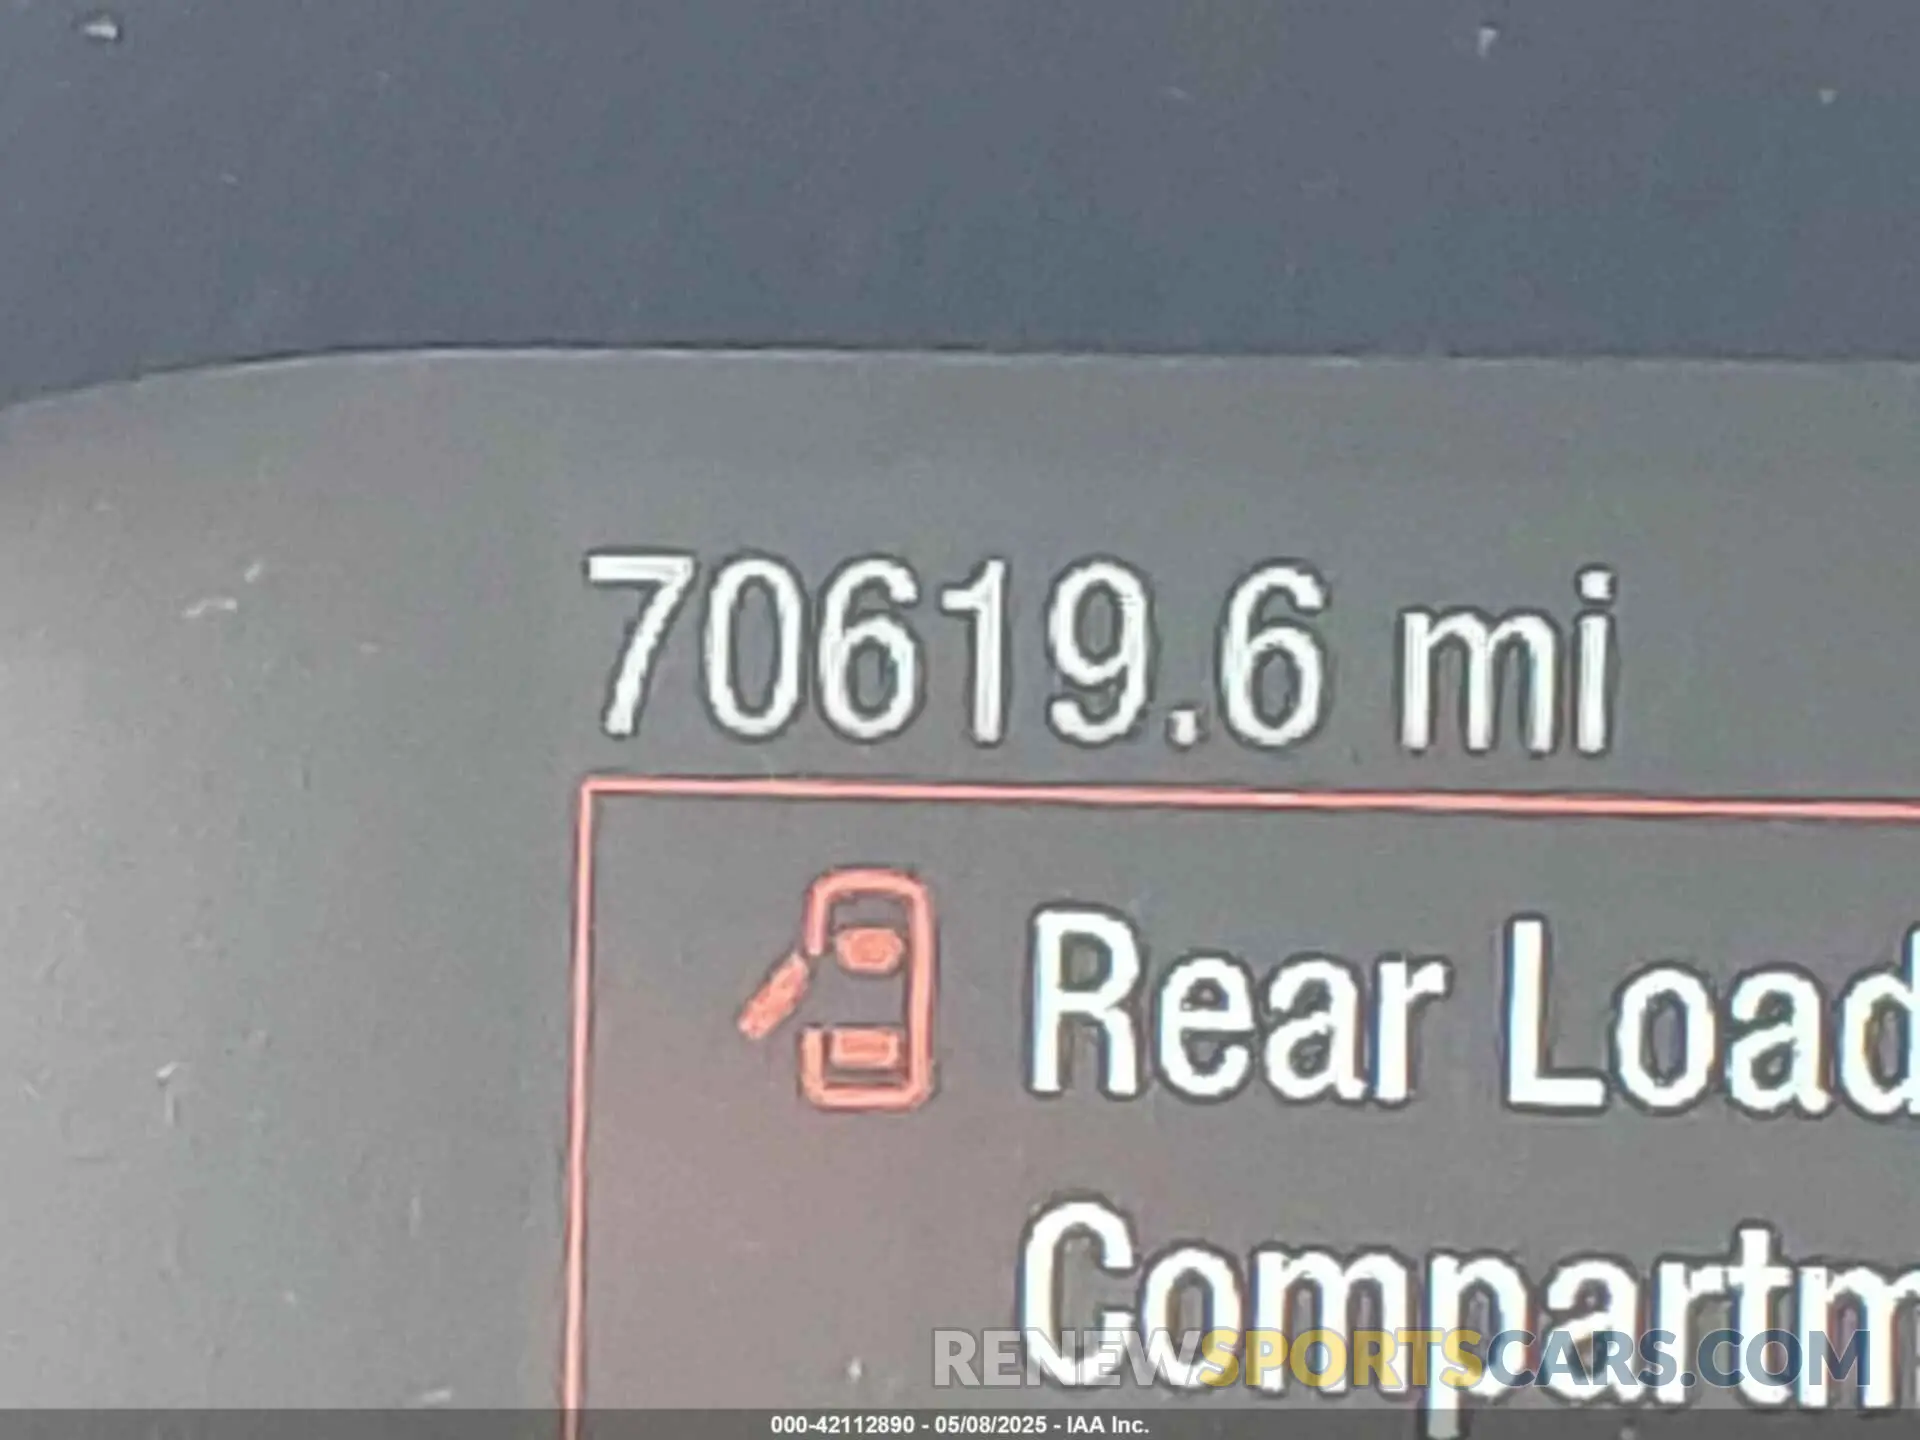 70619.6 mi
Rear Load
Compartm
RENEWSPORTSCARS.COM
000-42112890 - 05/08/2025 - IAA Inc.